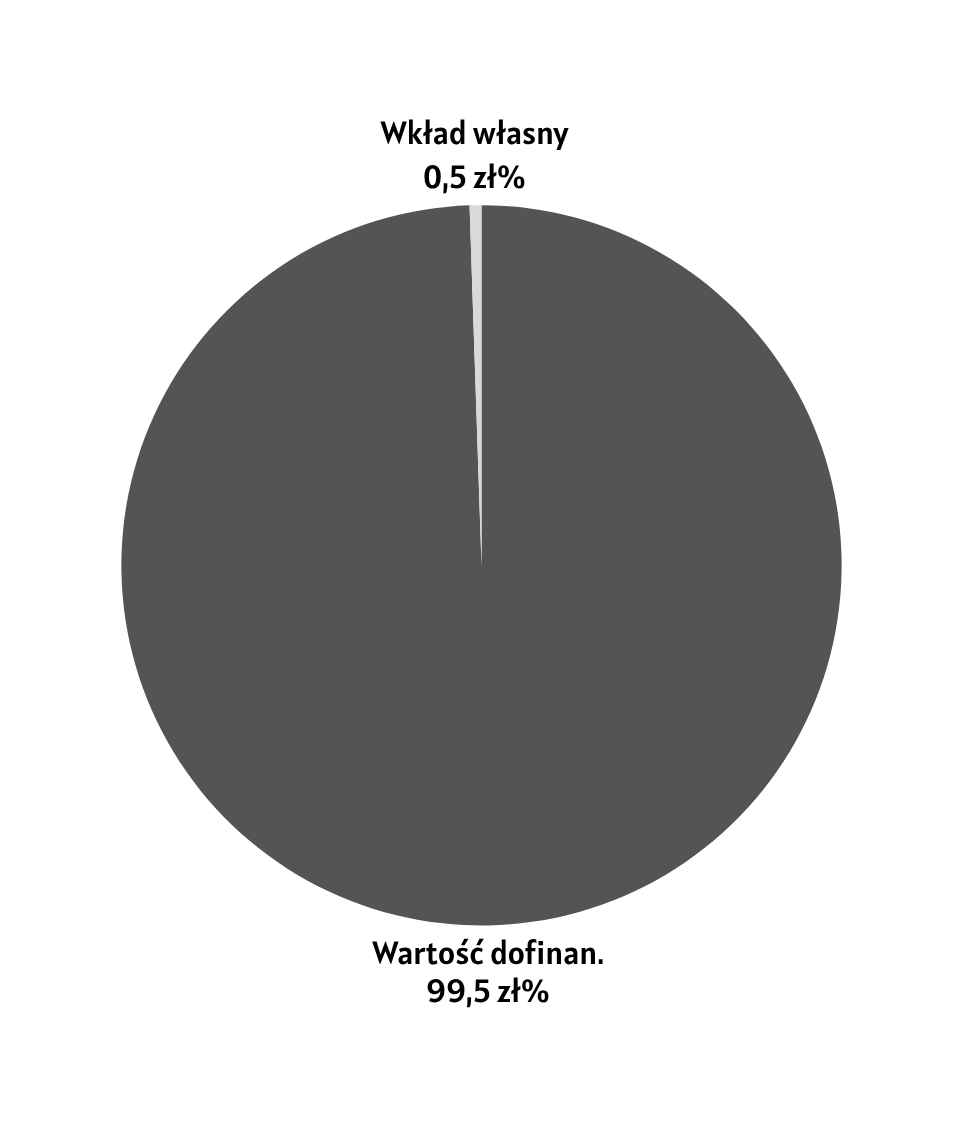 Wkład własny
0,5 zł%
Wartość dofinan.
99,5 zł%